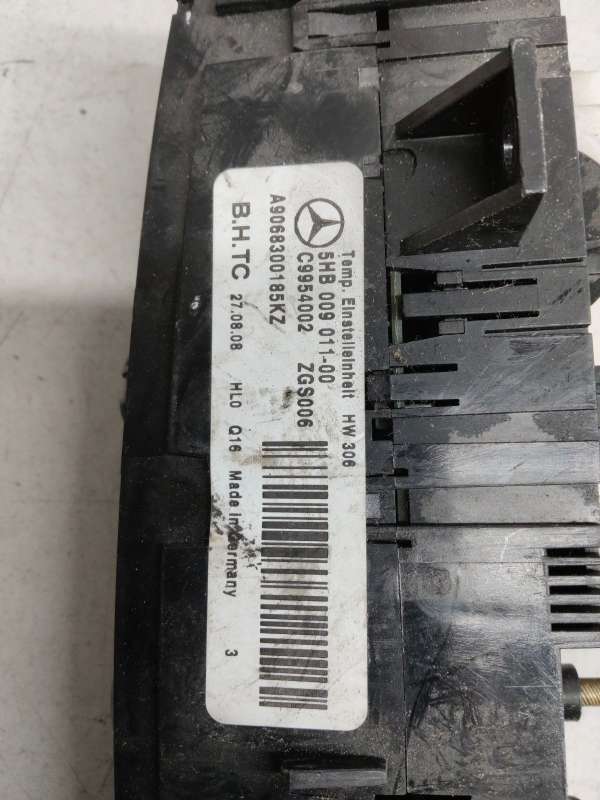 Temp. Einstelleinheit HW 306
5HB 009 011-00
C9954002 ZGS006
A9068300185KZ
B.H.TC 27.08.08 HL0 Q16 Made in Germany 3